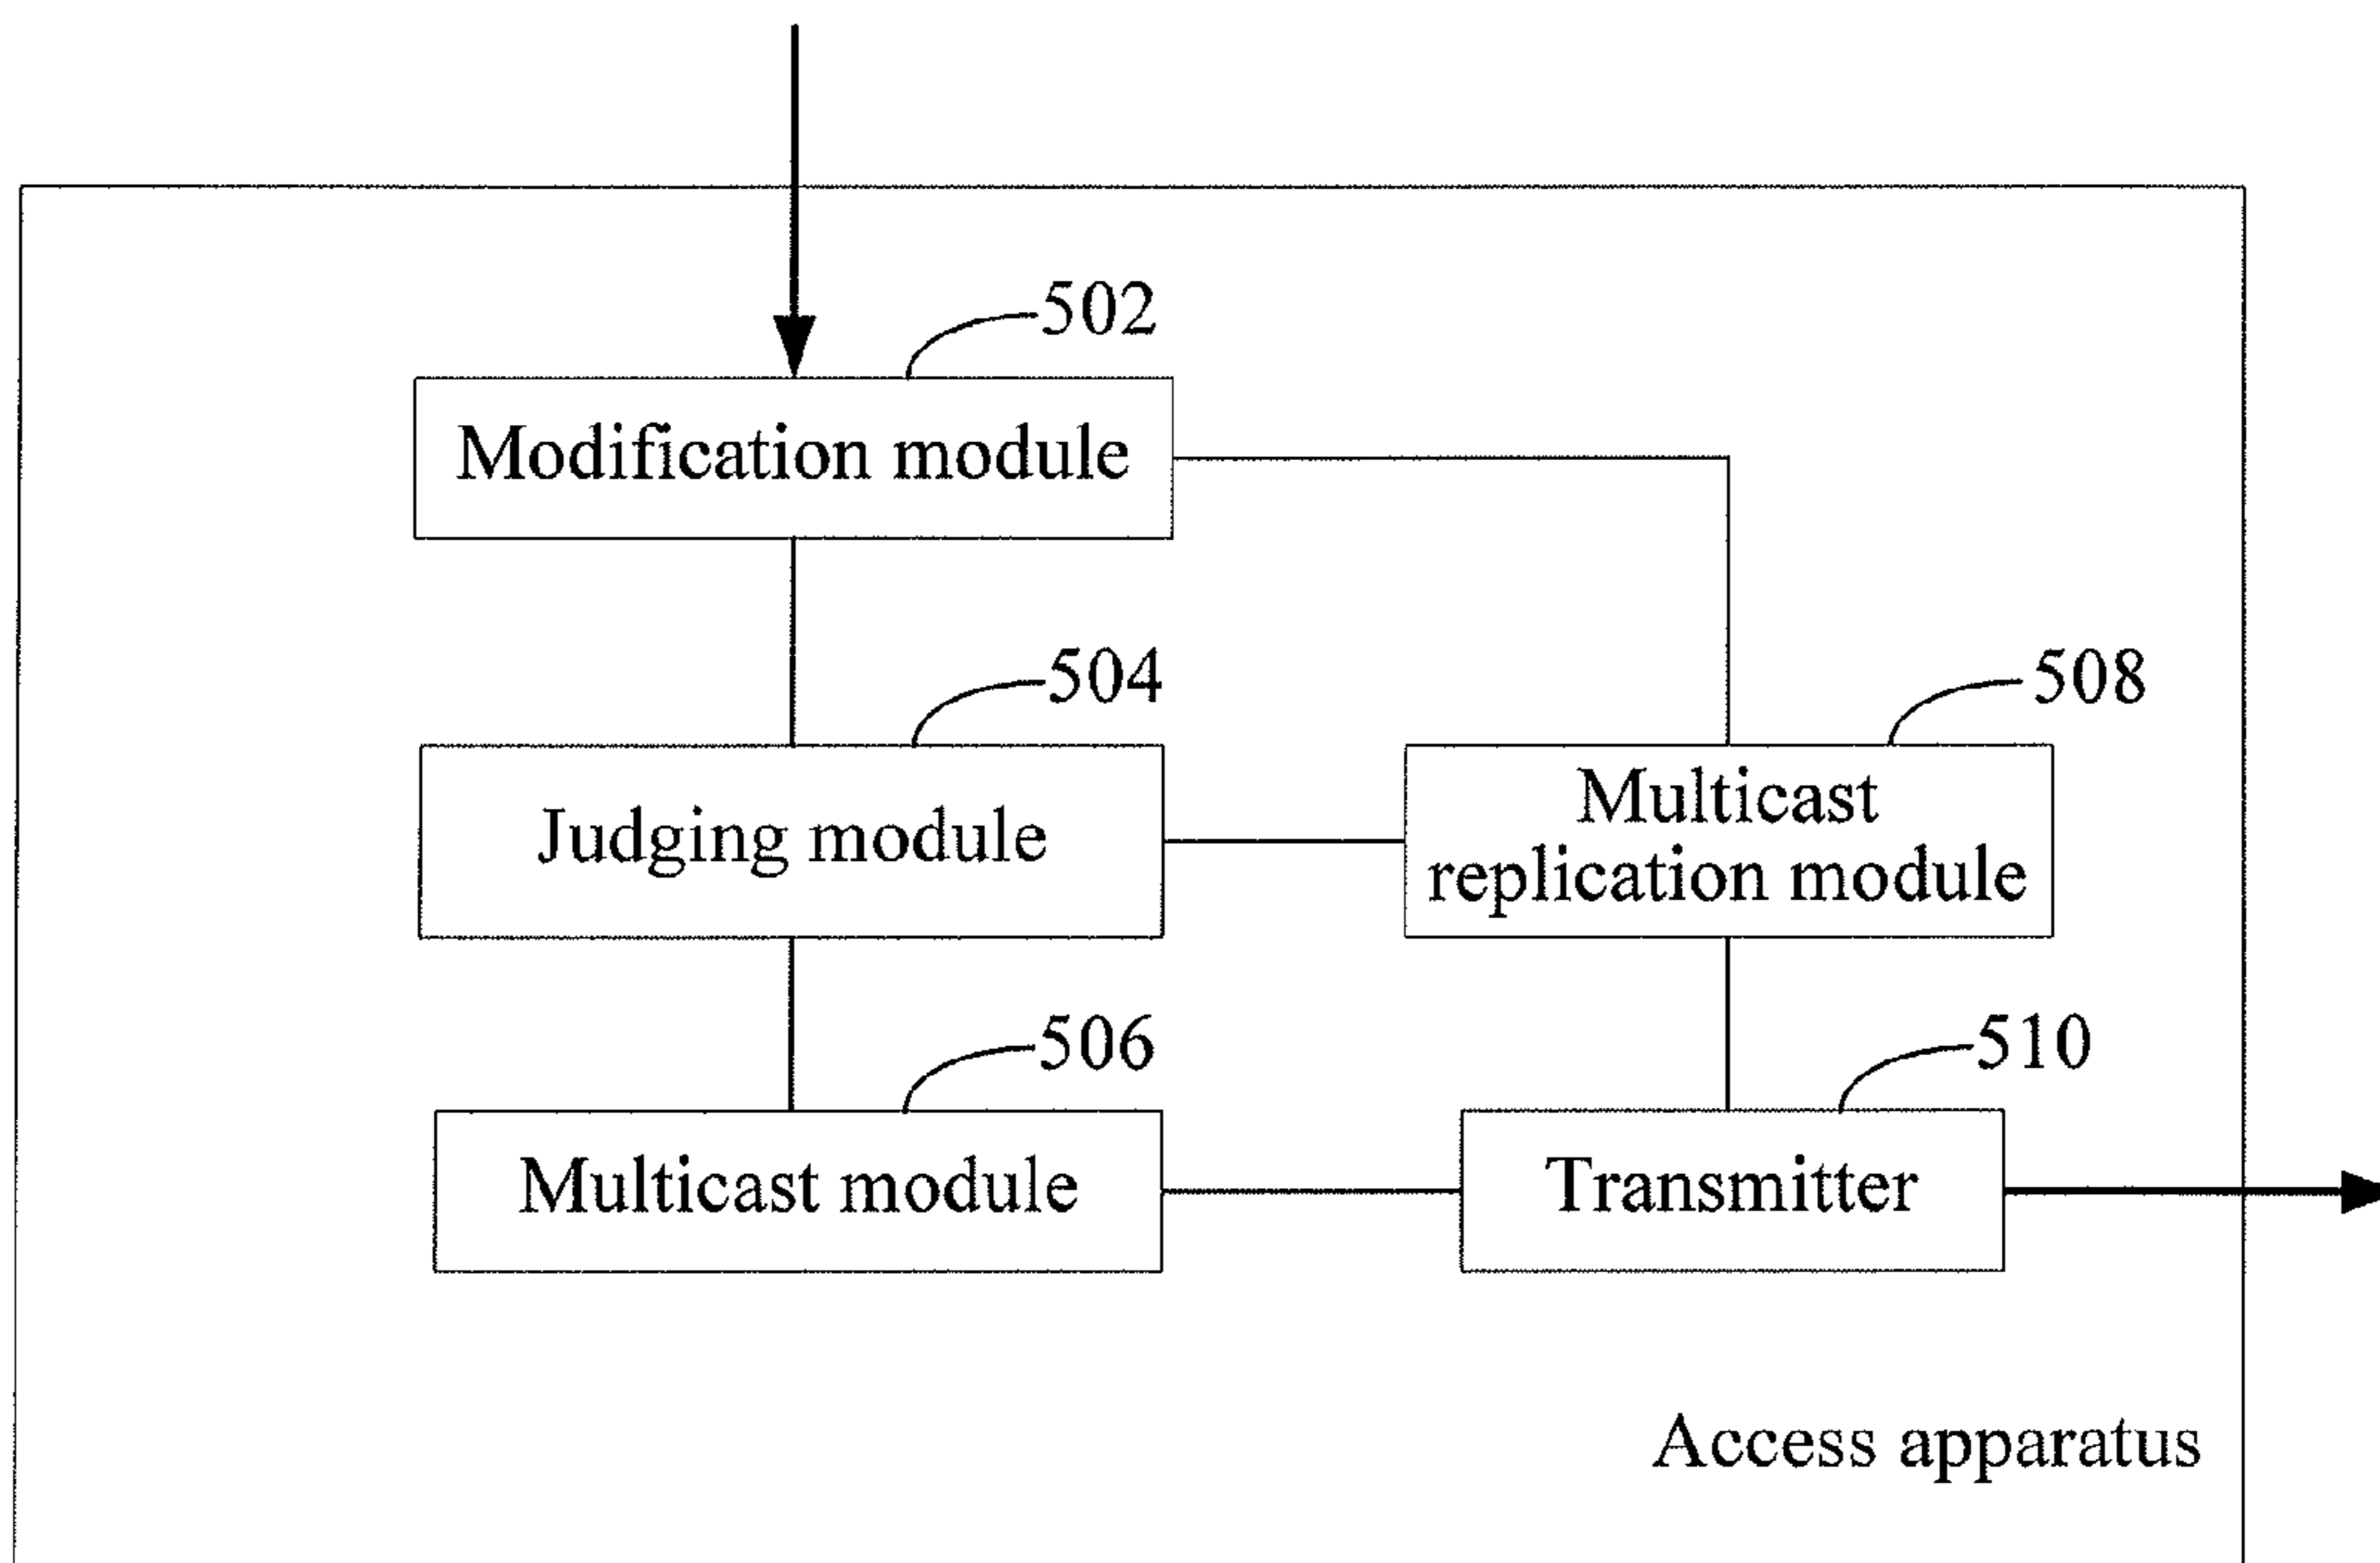 502
Modification module
504
508
Judging module
Multicast
replication module
506
510
Multicast module
Transmitter
Access apparatus